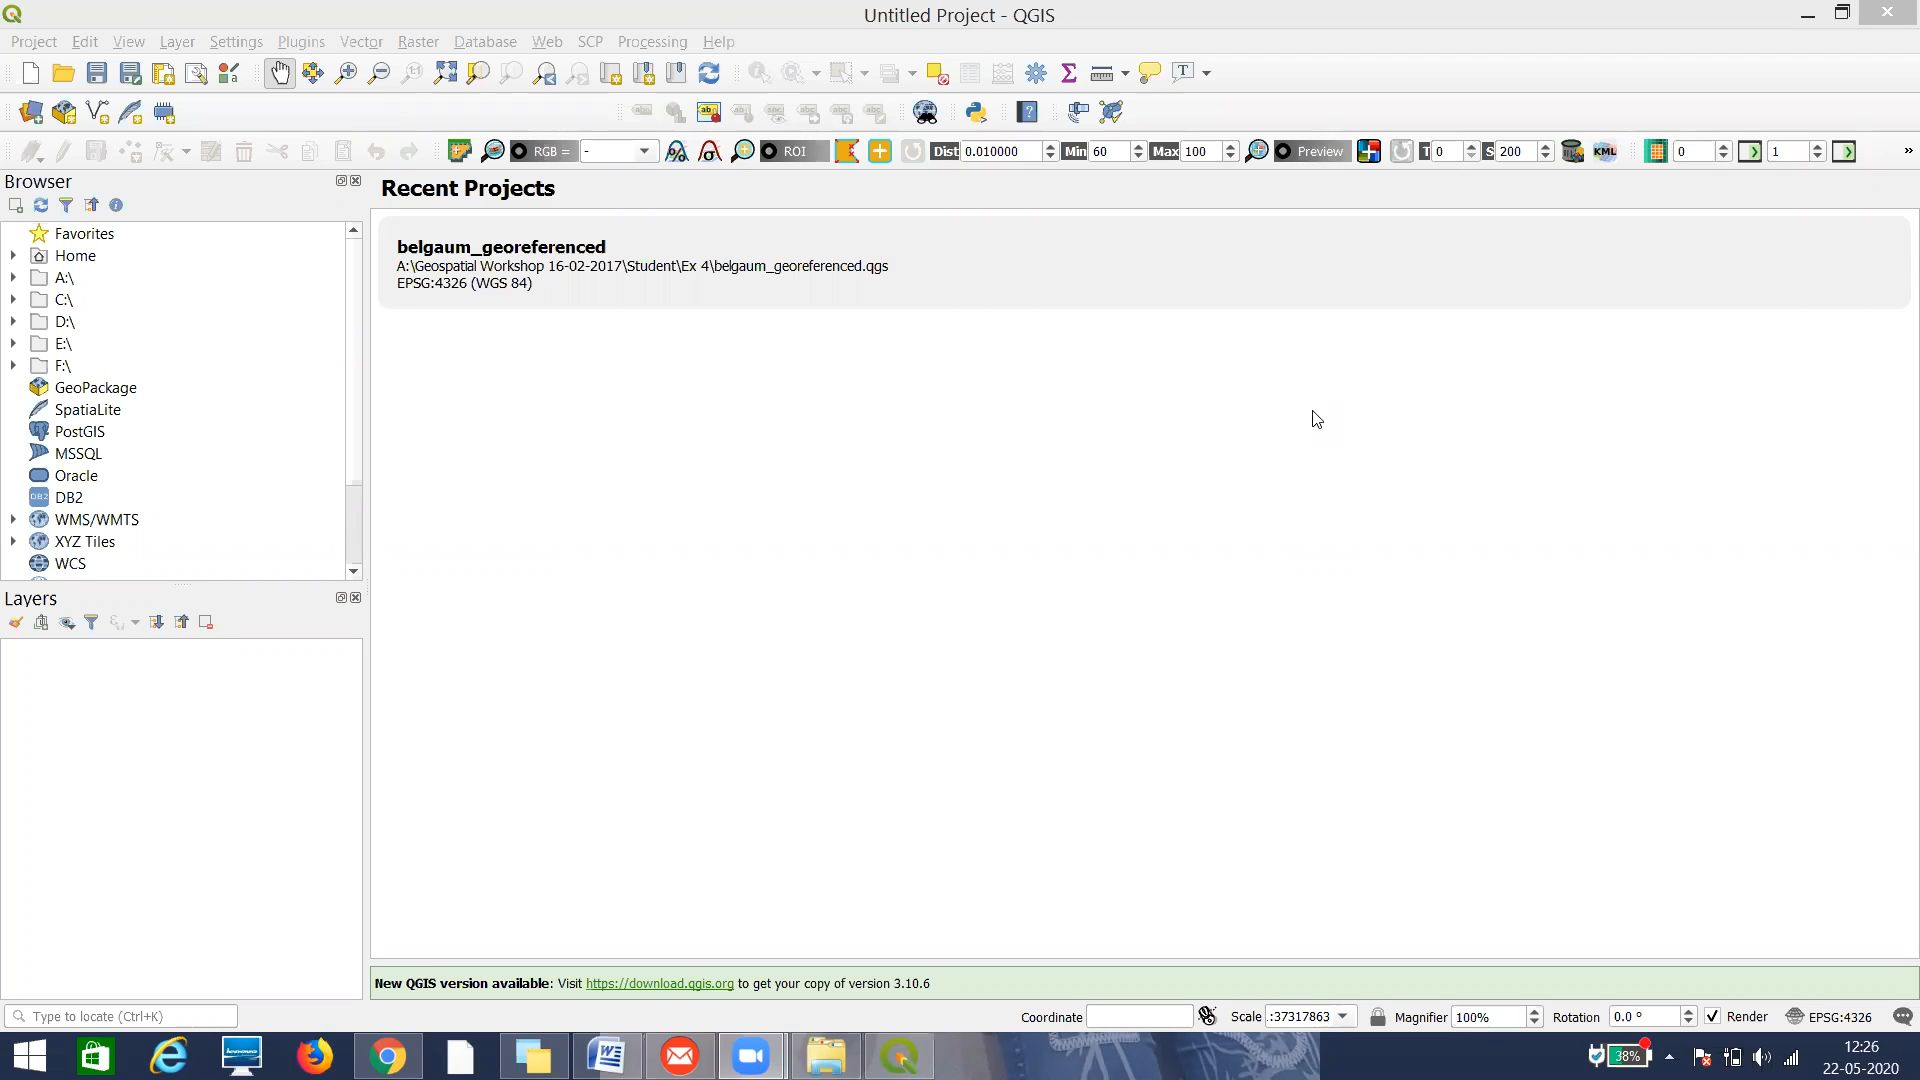 Untitled Project - QGIS
Project Edit View Layer Settings Plugins Vector Raster Database Web SCP Processing Help
RGB = - ROI Dist 0.010000 Min 60 Max 100 Preview T 0 S 200 KML 0 1 »
Browser
Recent Projects
Favorites
Home
A:\
C:\
D:\
E:\
F:\
GeoPackage
SpatiaLite
PostGIS
MSSQL
Oracle
DB2
WMS/WMTS
XYZ Tiles
WCS
belgaum_georeferenced
A:\Geospatial Workshop 16-02-2017\Student\Ex 4\belgaum_georeferenced.qgs
EPSG:4326 (WGS 84)
Layers
New QGIS version available: Visit https://download.qgis.org to get your copy of version 3.10.6
Type to locate (Ctrl+K)
Coordinate Scale :37317863 Magnifier 100% Rotation 0.0 ° Render EPSG:4326
38%
12:26
22-05-2020